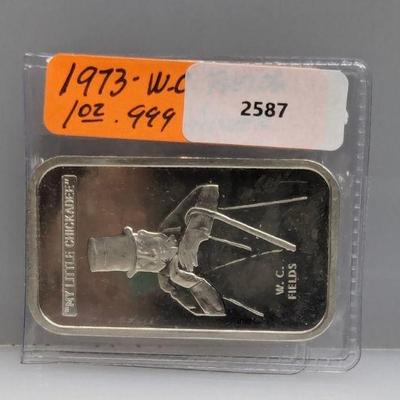 1973-W.C
1oz .999
2587
"MY LITTLE CHICKADEE"
W. C.
FIELDS